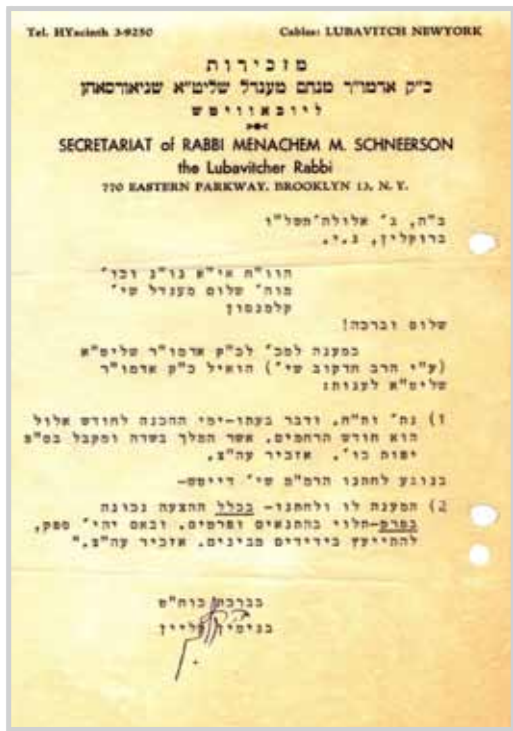 Tel. HYacinth 3-9250 Cables: LUBAVITCH NEWYORK
מזכירות
כ"ק אדמו"ר מנחם מענדל שליט"א שניאורסאהן
ליובאוויטש
SECRETARIAT of RABBI MENACHEM M. SCHNEERSON
the Lubavitcher Rabbi
770 EASTERN PARKWAY, BROOKLYN 13, N. Y.
ב"ה, ג' אלול ה'תשל"ו
ברוקלין, נ.י.
הוו"ח אי"א נו"נ וכו'
מוה' שלום מענדל שי'
קלמנסון
שלום וברכה!
במענה למכ' לכ"ק אדמו"ר שליט"א
(ע"י הרב חדקוב שי') הואיל כ"ק אדמו"ר
שליט"א לענות:
1) נת' ות"ח. ודבר בעתו-ימי ההכנה לחודש אלול
הוא חודש הרחמים. אשר המלך בשדה ומקבל בס"פ
יפות כו'. אזכיר עה"צ.
בנוגע לחתנו הרמ"מ שי' דייטש-
2) המענה לו ולחתנו- בכלל ההצעה נכונה
בפרט-תלוי בהתנאים ופרטים. ובאם יהי' ספק,
להתייעץ בידידים מבינים. אזכיר עה"צ."
בברכת כוח"ט
בנימין קליין